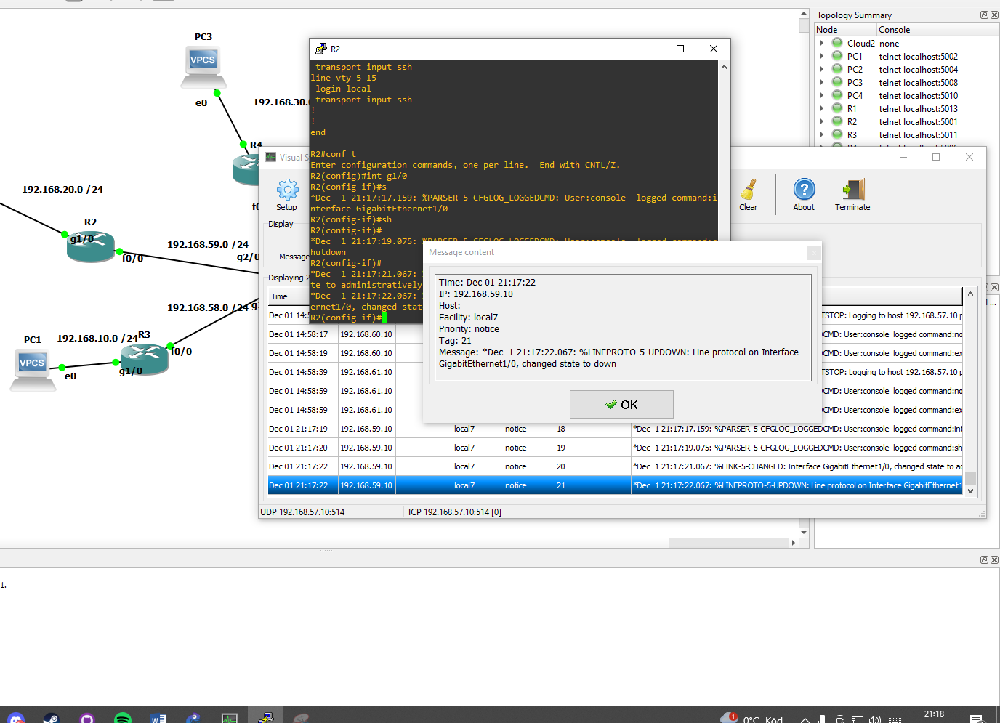 Topology Summary
Node Console
Cloud2 none
PC1 telnet localhost:5002
PC2 telnet localhost:5004
PC3 telnet localhost:5008
PC4 telnet localhost:5010
R1 telnet localhost:5013
R2 telnet localhost:5001
R3 telnet localhost:5011
PC3
VPCS
e0
192.168.30.
R4
192.168.20.0 /24
R2
g1/0
f0/0
192.168.59.0 /24
g2/0
192.168.58.0 /24
PC1
VPCS
e0
192.168.10.0 /24
R3
g1/0
f0/0
R2
transport input ssh
line vty 5 15
login local
transport input ssh
!
!
end
R2#conf t
Enter configuration commands, one per line.  End with CNTL/Z.
R2(config)#int g1/0
R2(config-if)#s
*Dec  1 21:17:17.159: %PARSER-5-CFGLOG_LOGGEDCMD: User:console  logged command:i
nterface GigabitEthernet1/0
R2(config-if)#sh
R2(config-if)#
*Dec  1 21:17:19.075: %PARSER-5-CFGLOG_LOGGEDCMD: User:console  logged command:s
hutdown
R2(config-if)#
*Dec  1 21:17:21.067:
te to administratively
*Dec  1 21:17:22.067:
ernet1/0, changed stat
R2(config-if)#
Visual S
Setup
Clear
About
Terminate
Display
Message
Displaying 2
Time
Dec 01 14:5 TSTOP: Logging to host 192.168.57.10 p
Dec 01 14:58:17 192.168.60.10 CMD: User:console logged command:no
Dec 01 14:58:19 192.168.60.10 CMD: User:console logged command:ex
Dec 01 14:58:39 192.168.61.10 TSTOP: Logging to host 192.168.57.10 p
Dec 01 14:58:59 192.168.61.10 CMD: User:console logged command:no
Dec 01 14:58:59 192.168.61.10 CMD: User:console logged command:ex
Dec 01 21:17:19 192.168.59.10 local7 notice 18 *Dec 1 21:17:17.159: %PARSER-5-CFGLOG_LOGGEDCMD: User:console logged command:int
Dec 01 21:17:20 192.168.59.10 local7 notice 19 *Dec 1 21:17:19.075: %PARSER-5-CFGLOG_LOGGEDCMD: User:console logged command:sh
Dec 01 21:17:22 192.168.59.10 local7 notice 20 *Dec 1 21:17:21.067: %LINK-5-CHANGED: Interface GigabitEthernet1/0, changed state to ac
Dec 01 21:17:22 192.168.59.10 local7 notice 21 *Dec 1 21:17:22.067: %LINEPROTO-5-UPDOWN: Line protocol on Interface GigabitEthernet1
UDP 192.168.57.10:514 TCP 192.168.57.10:514 [0]
Message content
Time: Dec 01 21:17:22
IP: 192.168.59.10
Host:
Facility: local7
Priority: notice
Tag: 21
Message: *Dec  1 21:17:22.067: %LINEPROTO-5-UPDOWN: Line protocol on Interface
GigabitEthernet1/0, changed state to down
OK
1.
1
0°C Köd
21:18